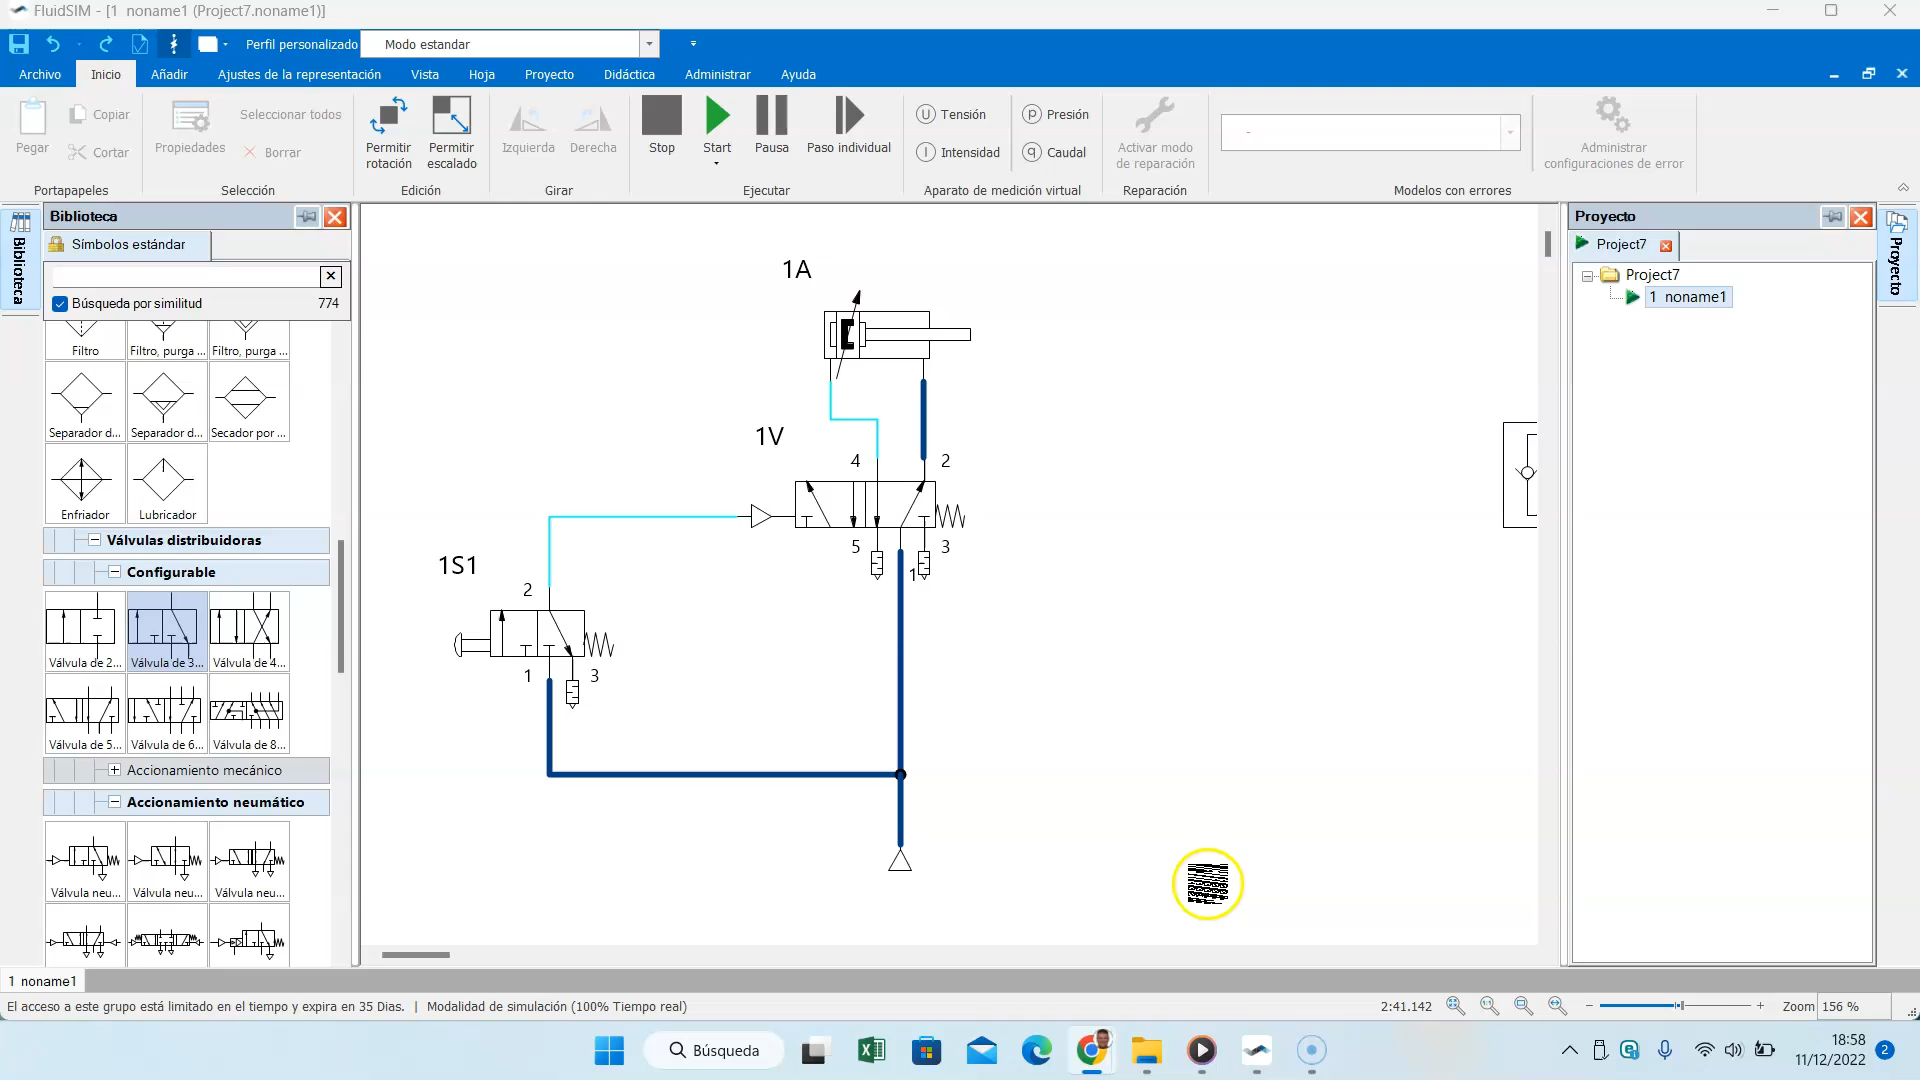 FluidSIM - [1 noname1 (Project7.noname1)]
Perfil personalizado Modo estandar
Archivo Inicio Añadir Ajustes de la representación Vista Hoja Proyecto Didáctica Administrar Ayuda
Pegar Copiar Cortar
Portapapeles
Propiedades Seleccionar todos Borrar
Selección
Permitir rotación Permitir escalado
Edición
Izquierda Derecha
Girar
Stop Start Pausa Paso individual
Ejecutar
U Tensión P Presión
I Intensidad q Caudal
Aparato de medición virtual
Activar modo de reparación
Reparación
-
Administrar configuraciones de error
Modelos con errores
Biblioteca
Biblioteca
Símbolos estándar
Búsqueda por similitud 774
Filtro Filtro, purga ... Filtro, purga ...
Separador d... Separador d... Secador por ...
Enfriador Lubricador
Válvulas distribuidoras
Configurable
Válvula de 2... Válvula de 3... Válvula de 4...
Válvula de 5... Válvula de 6... Válvula de 8...
Accionamiento mecánico
Accionamiento neumático
Válvula neu... Válvula neu... Válvula neu...
1A
1V
4 2
5 1 3
1S1
2
1 3
Proyecto
Project7
Project7
1 noname1
Proyecto
1 noname1
El acceso a este grupo está limitado en el tiempo y expira en 35 Dias. | Modalidad de simulación (100% Tiempo real)
2:41.142 1:1 Zoom 156 %
Búsqueda
18:58
11/12/2022 2